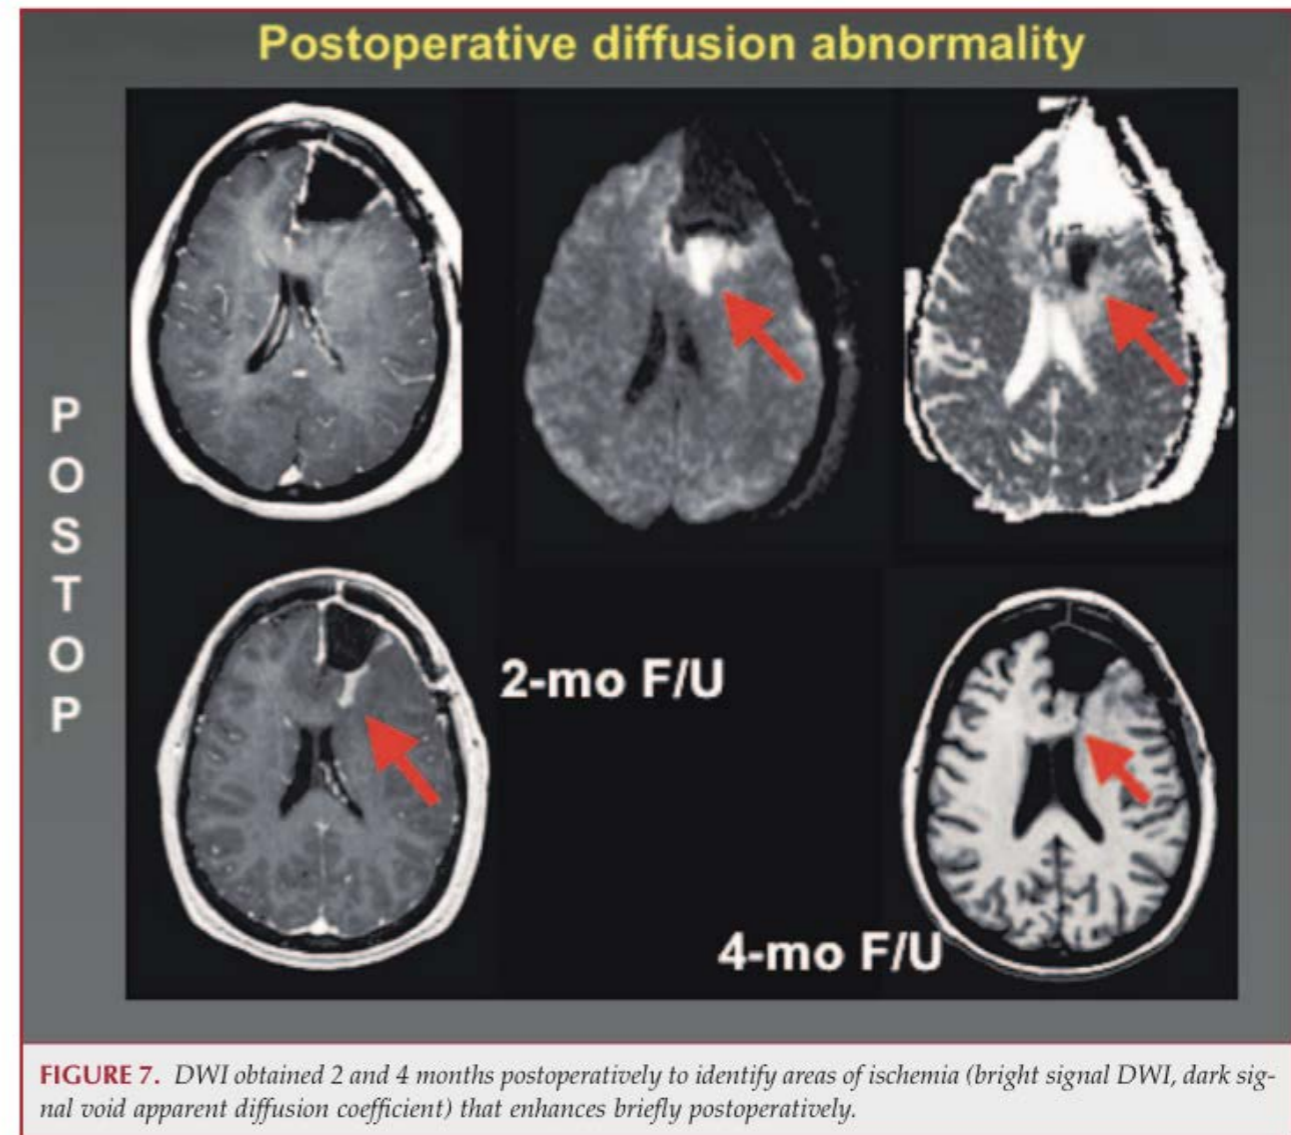 Postoperative diffusion abnormality
P
O
S
T
O
P
2-mo F/U
4-mo F/U
FIGURE 7. DWI obtained 2 and 4 months postoperatively to identify areas of ischemia (bright signal DWI, dark sig-
nal void apparent diffusion coefficient) that enhances briefly postoperatively.